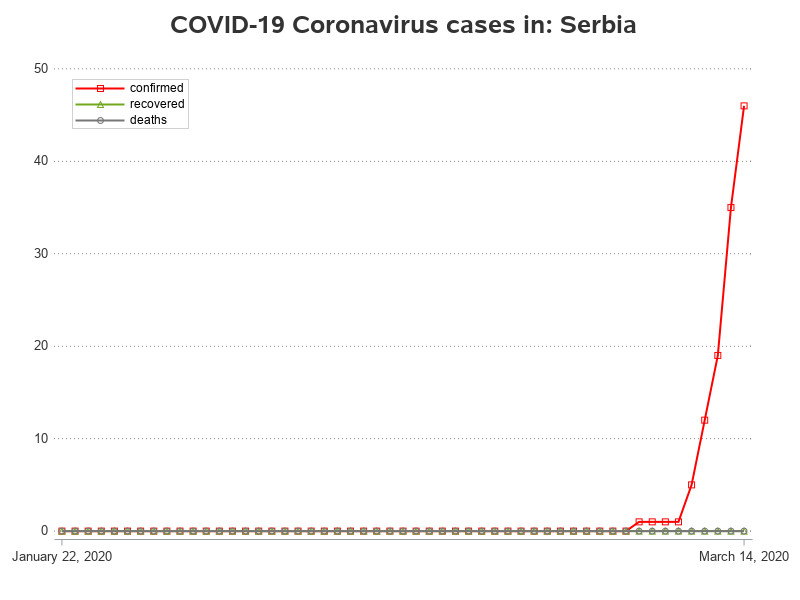 COVID-19 Coronavirus cases in: Serbia
50
confirmed
recovered
deaths
40
30
20
10
0
January 22, 2020
March 14, 2020